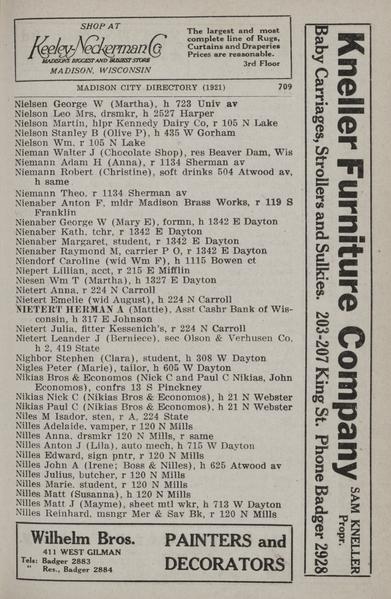 SHOP AT
Keeley-Neckerman Co
MADISON'S BIGGEST AND BUSIEST STORE
MADISON, WISCONSIN
The largest and most
complete line of Rugs,
Curtains and Draperies
Prices are reasonable.
3rd Floor
MADISON CITY DIRECTORY (1921) 709
Nielsen George W (Martha), h 723 Univ av
Nielsen Leo Mrs, drsmkr, h 2527 Harper
Nielson Martin, hlpr Kennedy Dairy Co, r 105 N Lake
Nielson Stanley B (Olive P), h 435 W Gorham
Nielson Wm. r 105 N Lake
Nieman Walter J (Chocolate Shop), res Beaver Dam, Wis
Niemann Adam H (Anna), r 1134 Sherman av
Niemann Robert (Christine), soft drinks 504 Atwood av,
h same
Niemann Theo, r 1134 Sherman av
Nienaber Anton F, mldr Madison Brass Works, r 119 S
Franklin
Nienaber George W (Mary E), formn, h 1342 E Dayton
Nienaber Kath, tchr, r 1342 E Dayton
Nienaber Margaret, student, r 1342 E Dayton
Nienaber Raymond M, carrier P O, r 1342 E Dayton
Niendorf Caroline (wid Wm F), h 1115 Bowen ct
Niepert Lillian, acct, r 215 E Mifflin
Niesen Wm T (Martha), h 1327 E Dayton
Nietert Anna, r 224 N Carroll
Nietert Emelie (wid August), h 224 N Carroll
NIETERT HERMAN A (Mattie), Asst Cashr Bank of Wis-
consin, h 317 E Johnson
Nietert Julia, fitter Kessenich's, r 224 N Carroll
Nietert Leander J (Berniece), sec Olson & Verhusen Co,
h 2, 419 State
Nighbor Stephen (Clara), student, h 308 W Dayton
Nigles Peter (Marie), tailor, h 605 W Dayton
Nikias Bros & Economos (Nick C and Paul C Nikias, John
Economos), confrs 13 S Pinckney
Nikias Nick C (Nikias Bros & Economos), h 21 N Webster
Nikias Paul C (Nikias Bros & Economos), h 21 N Webster
Niles M Isador, sten, r A, 224 State
Nilles Adelaide, vamper, r 120 N Mills
Nilles Anna, drsmkr 120 N Mills, r same
Nilles Anton J (Lila), auto mech, h 715 W Dayton
Nilles Edward, sign pntr, r 120 N Mills
Nilles John A (Irene; Boss & Nilles), h 625 Atwood av
Nilles Julius, butcher, r 120 N Mills
Nilles Marie, student, r 120 N Mills
Nilles Matt (Susanna), h 120 N Mills
Nilles Matt J (Mayme), sheet mtl wkr, h 713 W Dayton
Nilles Reinhard, msngr Mer & Sav Bk, r 120 N Mills
Wilhelm Bros.
411 WEST GILMAN
Tels: Badger 2883
" Res., Badger 2884
PAINTERS and
DECORATORS
Kneller Furniture Company SAM KNELLER
Propr.
Baby Carriages, Strollers and Sulkies. 203-207 King St. Phone Badger 2928